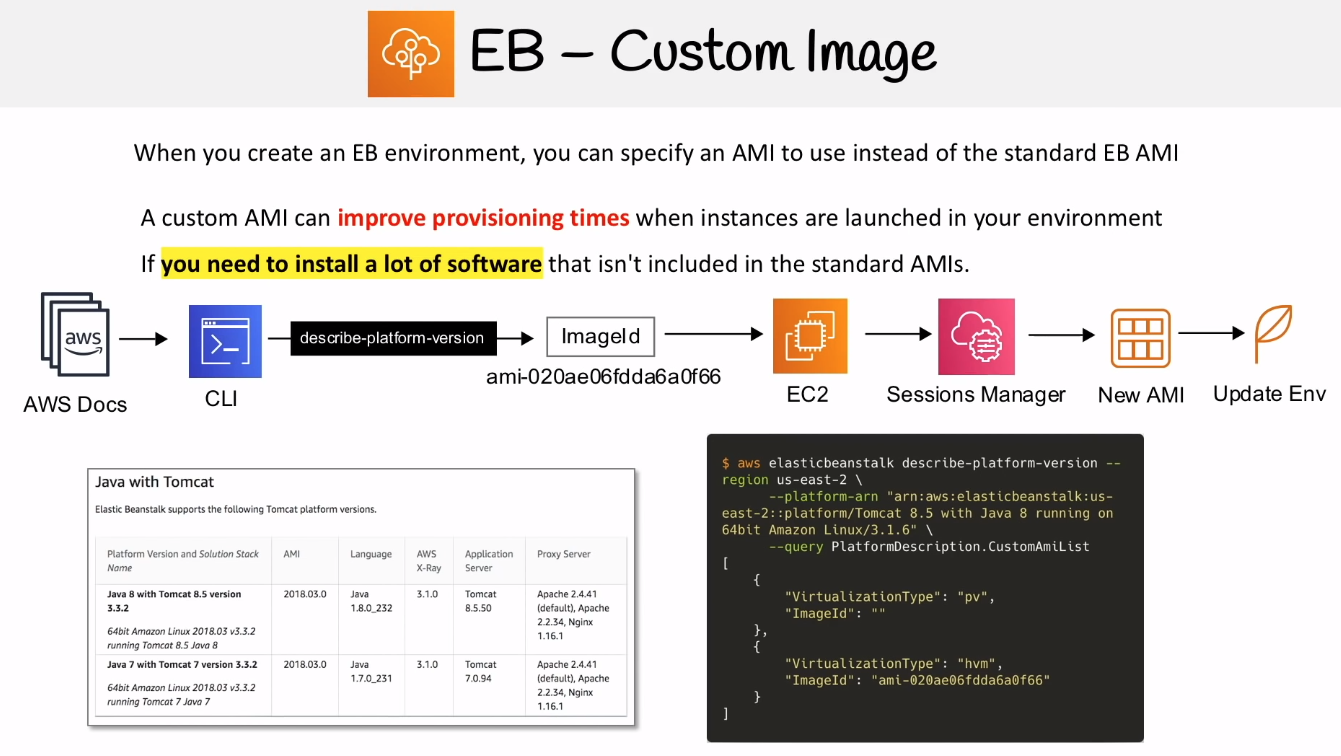 EB – Custom Image
When you create an EB environment, you can specify an AMI to use instead of the standard EB AMI
A custom AMI can improve provisioning times when instances are launched in your environment
If you need to install a lot of software that isn't included in the standard AMIs.
aws
AWS Docs
CLI
describe-platform-version
ImageId
ami-020ae06fdda6a0f66
EC2
Sessions Manager
New AMI
Update Env
Java with Tomcat
Elastic Beanstalk supports the following Tomcat platform versions.
Platform Version and Solution Stack
Name
AMI
Language
AWS
X-Ray
Application
Server
Proxy Server
Java 8 with Tomcat 8.5 version
3.3.2
64bit Amazon Linux 2018.03 v3.3.2
running Tomcat 8.5 Java 8
2018.03.0
Java
1.8.0_232
3.1.0
Tomcat
8.5.50
Apache 2.4.41
(default), Apache
2.2.34, Nginx
1.16.1
Java 7 with Tomcat 7 version 3.3.2
64bit Amazon Linux 2018.03 v3.3.2
running Tomcat 7 Java 7
2018.03.0
Java
1.7.0_231
3.1.0
Tomcat
7.0.94
Apache 2.4.41
(default), Apache
2.2.34, Nginx
1.16.1
$ aws elasticbeanstalk describe-platform-version --
region us-east-2 \
--platform-arn "arn:aws:elasticbeanstalk:us-
east-2::platform/Tomcat 8.5 with Java 8 running on
64bit Amazon Linux/3.1.6" \
--query PlatformDescription.CustomAmiList
[
{
"VirtualizationType": "pv",
"ImageId": ""
},
{
"VirtualizationType": "hvm",
"ImageId": "ami-020ae06fdda6a0f66"
}
]